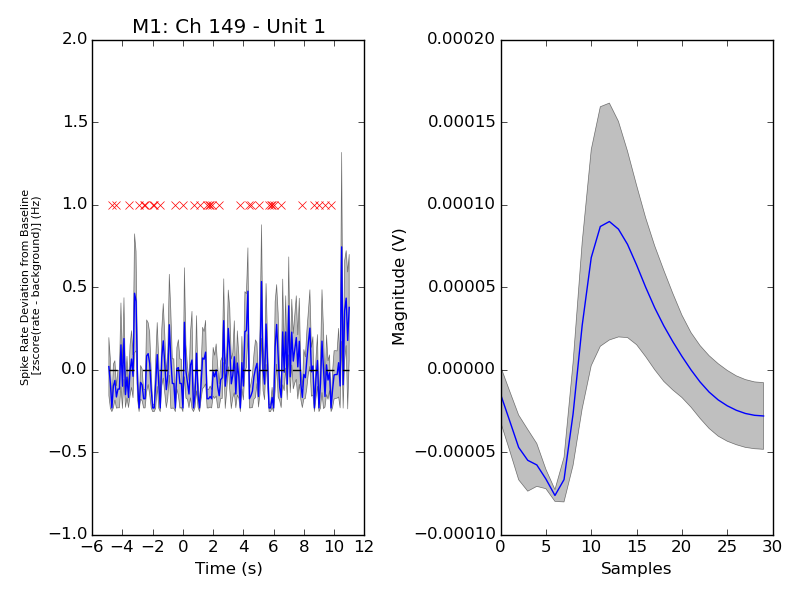 M1: Ch 149 - Unit 1
2.0
1.5
1.0
0.5
0.0
−0.5
−1.0
Spike Rate Deviation from Baseline
[zscore(rate - background)] (Hz)
−6 −4 −2 0 2 4 6 8 10 12
Time (s)
0.00020
0.00015
0.00010
0.00005
0.00000
−0.00005
−0.00010
Magnitude (V)
0 5 10 15 20 25 30
Samples